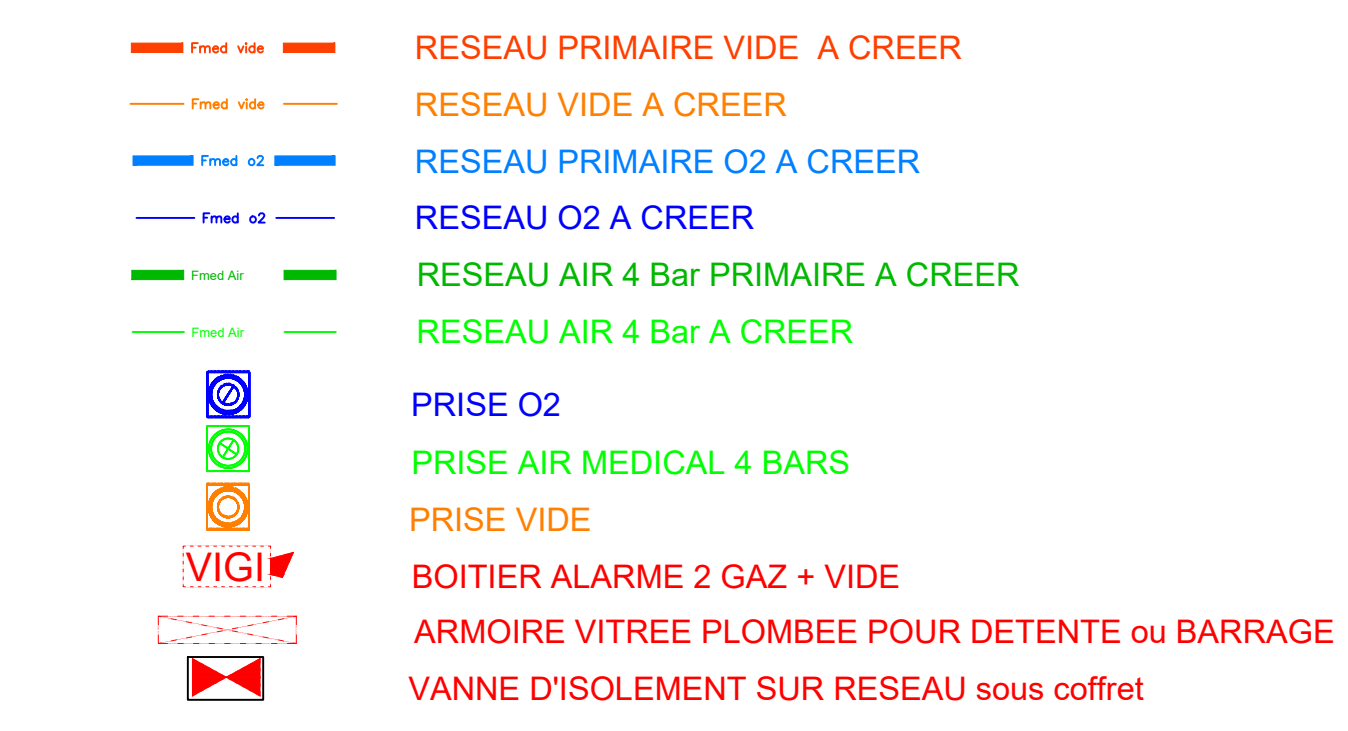 Fmed vide RESEAU PRIMAIRE VIDE A CREER
Fmed vide RESEAU VIDE A CREER
Fmed o2 RESEAU PRIMAIRE O2 A CREER
Fmed o2 RESEAU O2 A CREER
Fmed Air RESEAU AIR 4 Bar PRIMAIRE A CREER
Fmed Air RESEAU AIR 4 Bar A CREER
PRISE O2
PRISE AIR MEDICAL 4 BARS
PRISE VIDE
VIGI BOITIER ALARME 2 GAZ + VIDE
ARMOIRE VITREE PLOMBEE POUR DETENTE ou BARRAGE
VANNE D'ISOLEMENT SUR RESEAU sous coffret